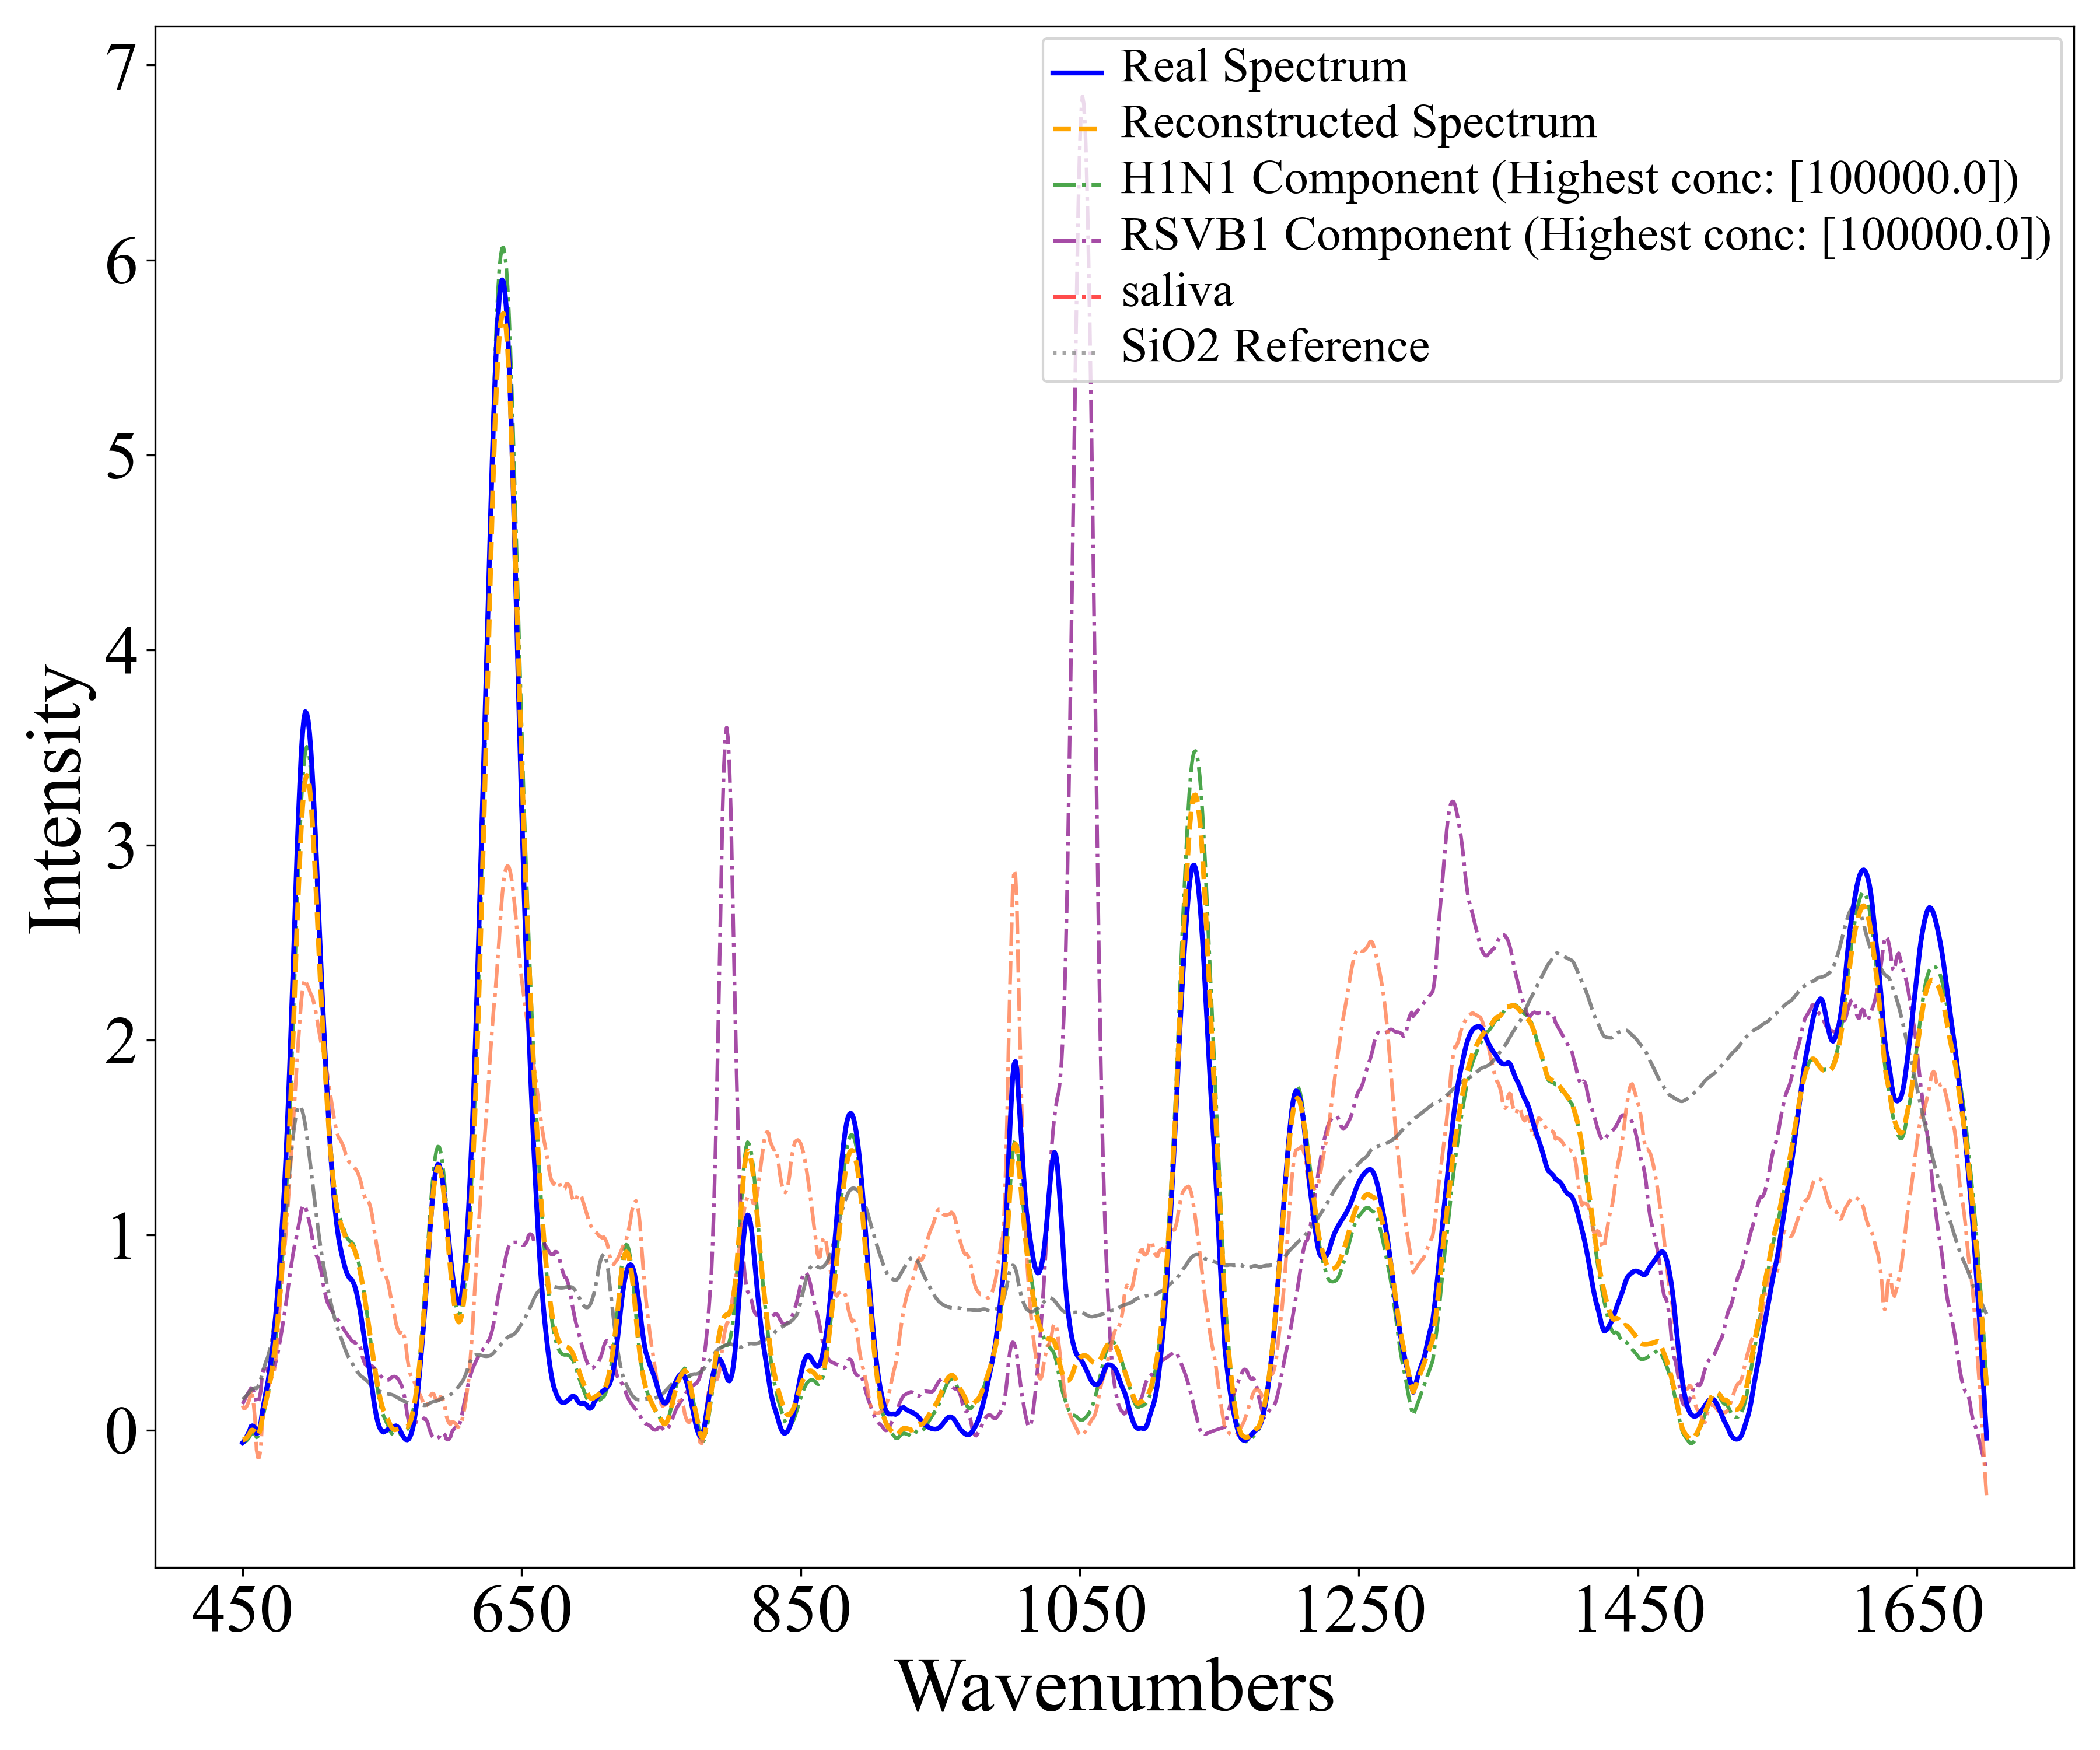 7
6
5
4
3
2
1
0
Intensity
Real Spectrum
Reconstructed Spectrum
H1N1 Component (Highest conc: [100000.0])
RSVB1 Component (Highest conc: [100000.0])
saliva
SiO2 Reference
450 650 850 1050 1250 1450 1650
Wavenumbers